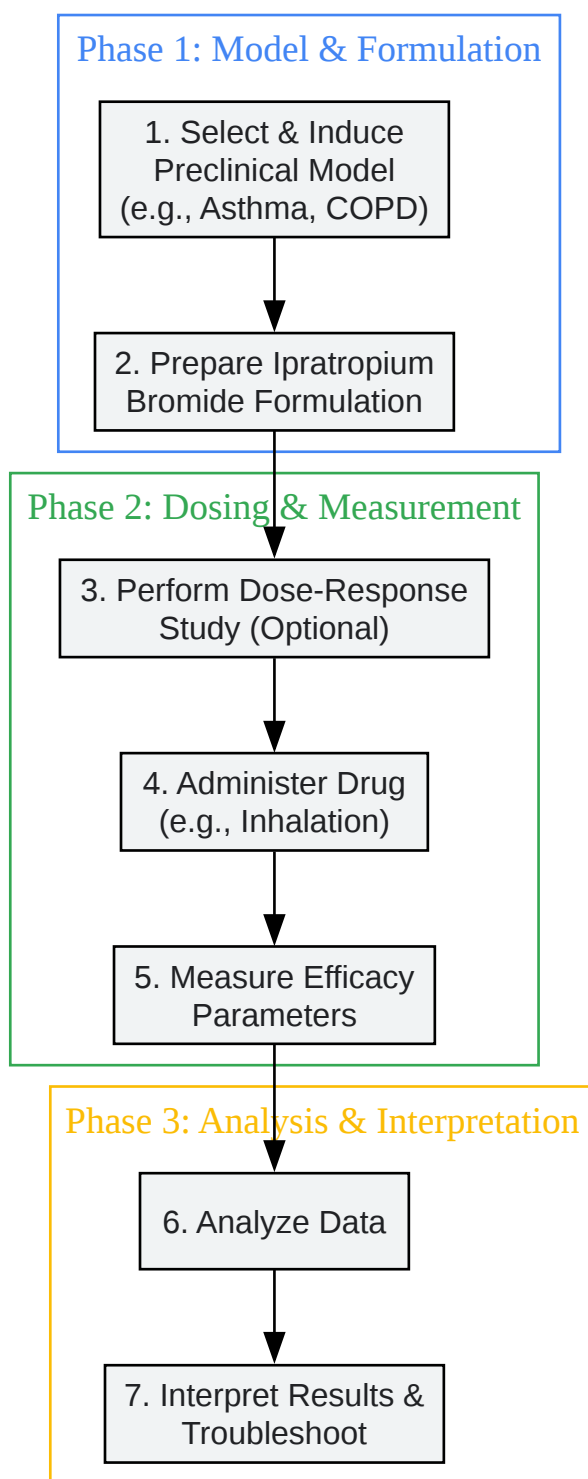 Phase 1: Model & Formulation
1. Select & Induce
Preclinical Model
(e.g., Asthma, COPD)
2. Prepare Ipratropium
Bromide Formulation
Phase 2: Dosing & Measurement
3. Perform Dose-Response
Study (Optional)
4. Administer Drug
(e.g., Inhalation)
5. Measure Efficacy
Parameters
Phase 3: Analysis & Interpretation
6. Analyze Data
7. Interpret Results &
Troubleshoot